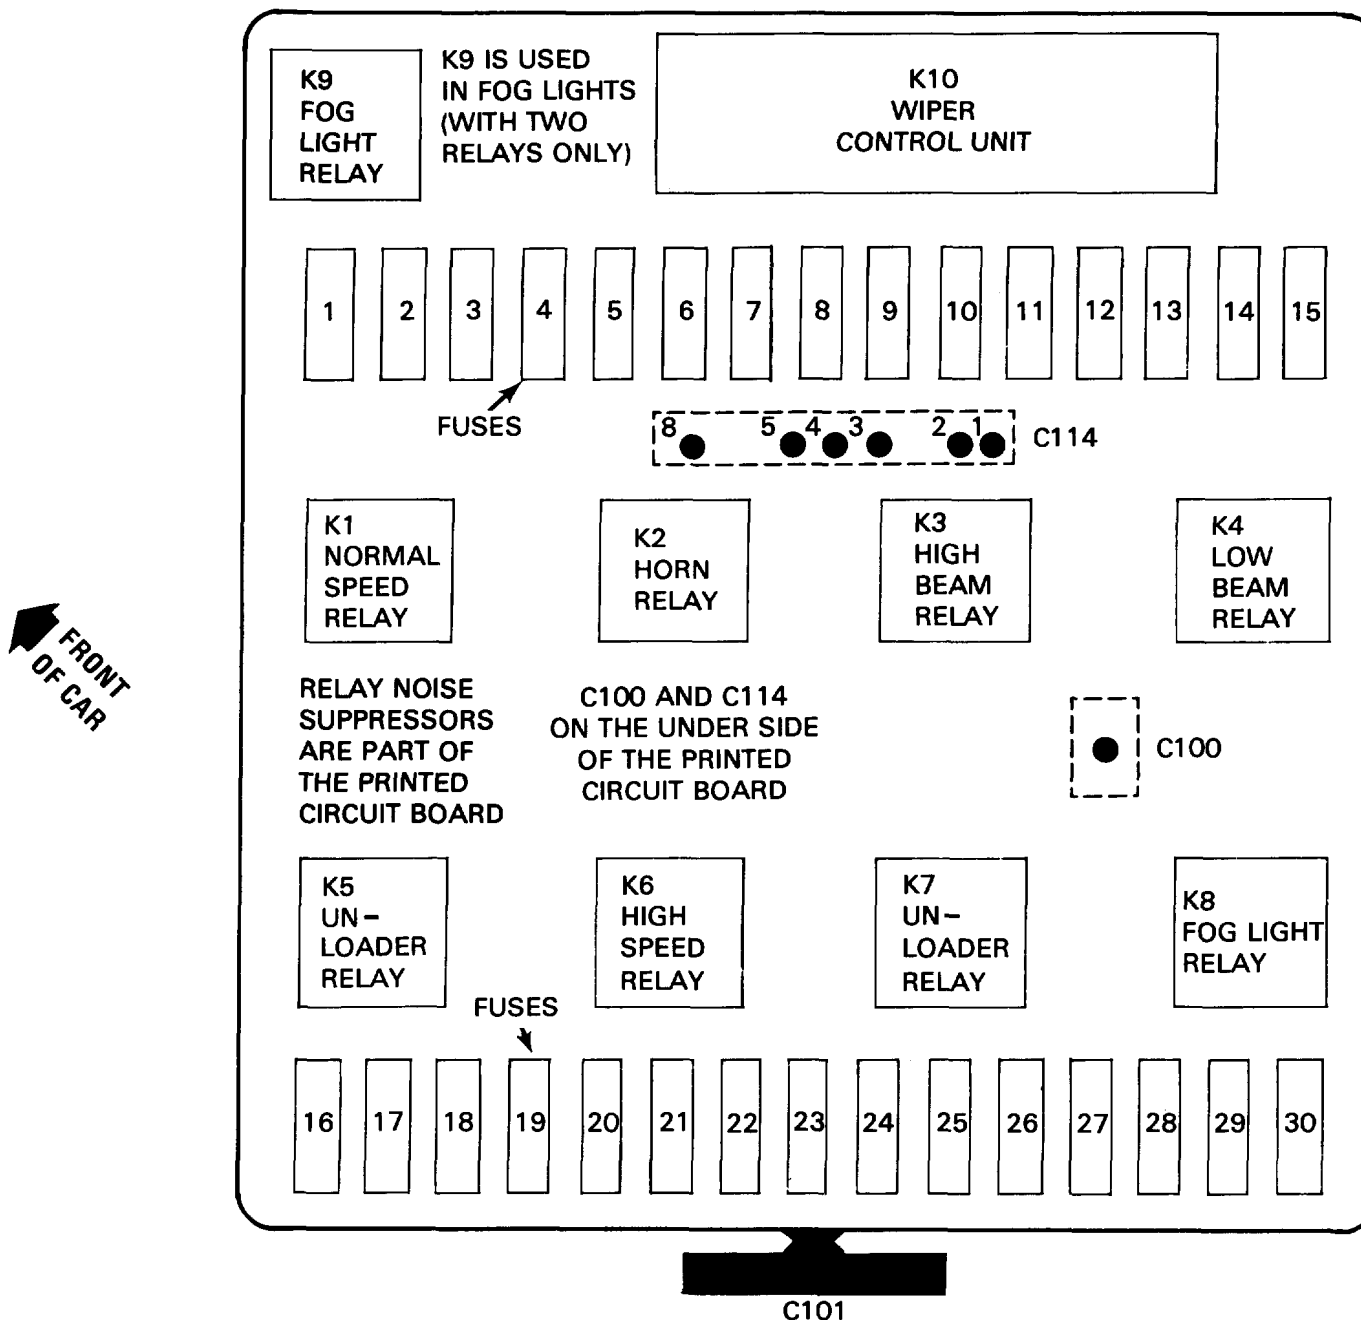 K9
FOG
LIGHT
RELAY
K9 IS USED
IN FOG LIGHTS
(WITH TWO
RELAYS ONLY)
K10
WIPER
CONTROL UNIT
1 2 3 4 5 6 7 8 9 10 11 12 13 14 15
FUSES
8 5 4 3 2 1
C114
K1
NORMAL
SPEED
RELAY
K2
HORN
RELAY
K3
HIGH
BEAM
RELAY
K4
LOW
BEAM
RELAY
FRONT
OF CAR
RELAY NOISE
SUPPRESSORS
ARE PART OF
THE PRINTED
CIRCUIT BOARD
C100 AND C114
ON THE UNDER SIDE
OF THE PRINTED
CIRCUIT BOARD
C100
K5
UN-
LOADER
RELAY
K6
HIGH
SPEED
RELAY
K7
UN-
LOADER
RELAY
K8
FOG LIGHT
RELAY
FUSES
16 17 18 19 20 21 22 23 24 25 26 27 28 29 30
C101